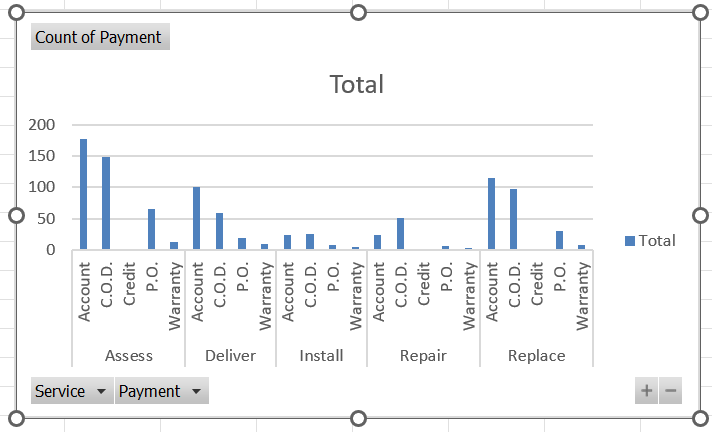 Count of Payment
Total
200
150
100
50
0
Total
Account C.O.D. Credit P.O. Warranty Account C.O.D. P.O. Warranty Account C.O.D. P.O. Warranty Account C.O.D. Credit P.O. Warranty Account C.O.D. Credit P.O. Warranty
Assess Deliver Install Repair Replace
Service Payment + −